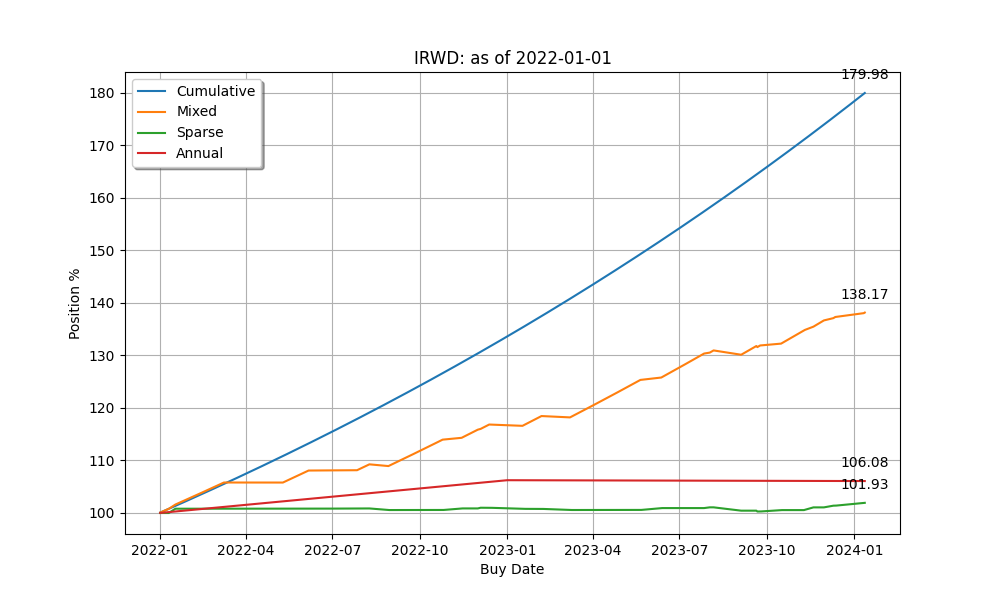 IRWD: as of 2022-01-01
179.98
Cumulative
Mixed
Sparse
Annual
138.17
106.08
101.93
180
170
160
150
140
130
120
110
100
Position %
2022-01 2022-04 2022-07 2022-10 2023-01 2023-04 2023-07 2023-10 2024-01
Buy Date